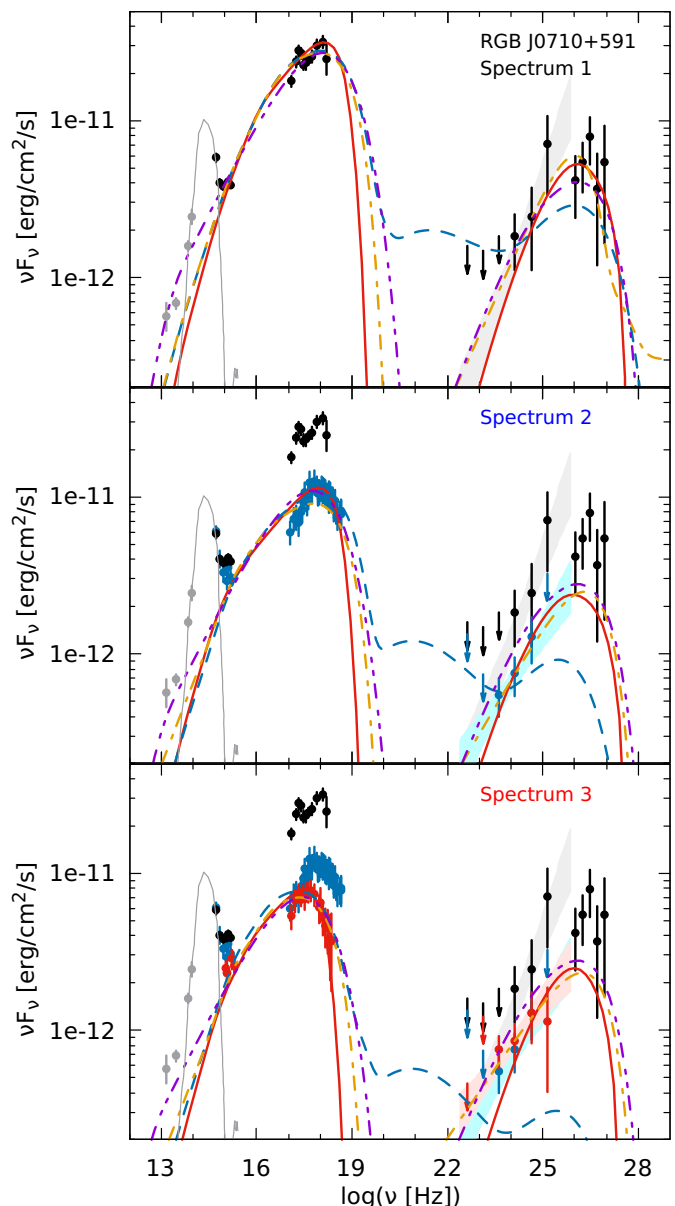 RGB J0710+591
Spectrum 1
1e-11
1e-12
νFν [erg/cm²/s]
Spectrum 2
1e-11
1e-12
νFν [erg/cm²/s]
Spectrum 3
1e-11
1e-12
νFν [erg/cm²/s]
13 16 19 22 25 28
log(ν [Hz])